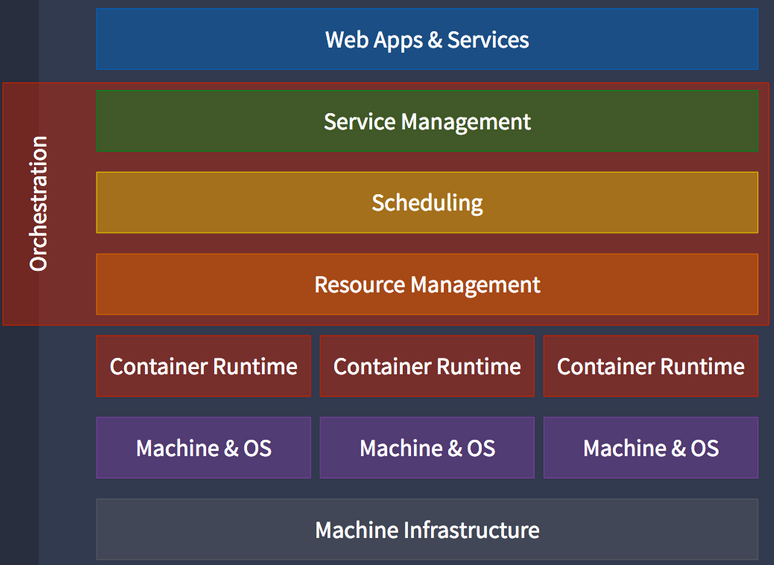 Web Apps & Services
Orchestration
Service Management
Scheduling
Resource Management
Container Runtime
Container Runtime
Container Runtime
Machine & OS
Machine & OS
Machine & OS
Machine Infrastructure